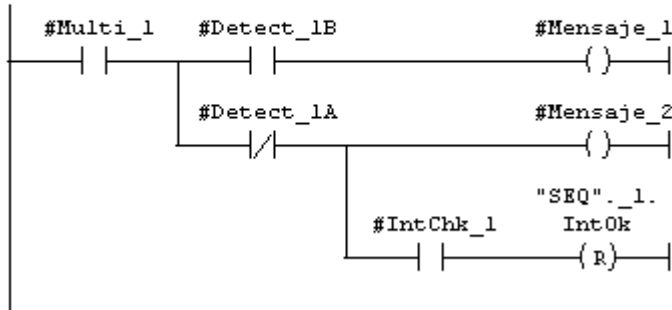 #Multi_1 #Detect_1B #Mensaje_1
#Detect_1A #Mensaje_2
"SEQ"._1.
#IntChk_1 IntOk
R